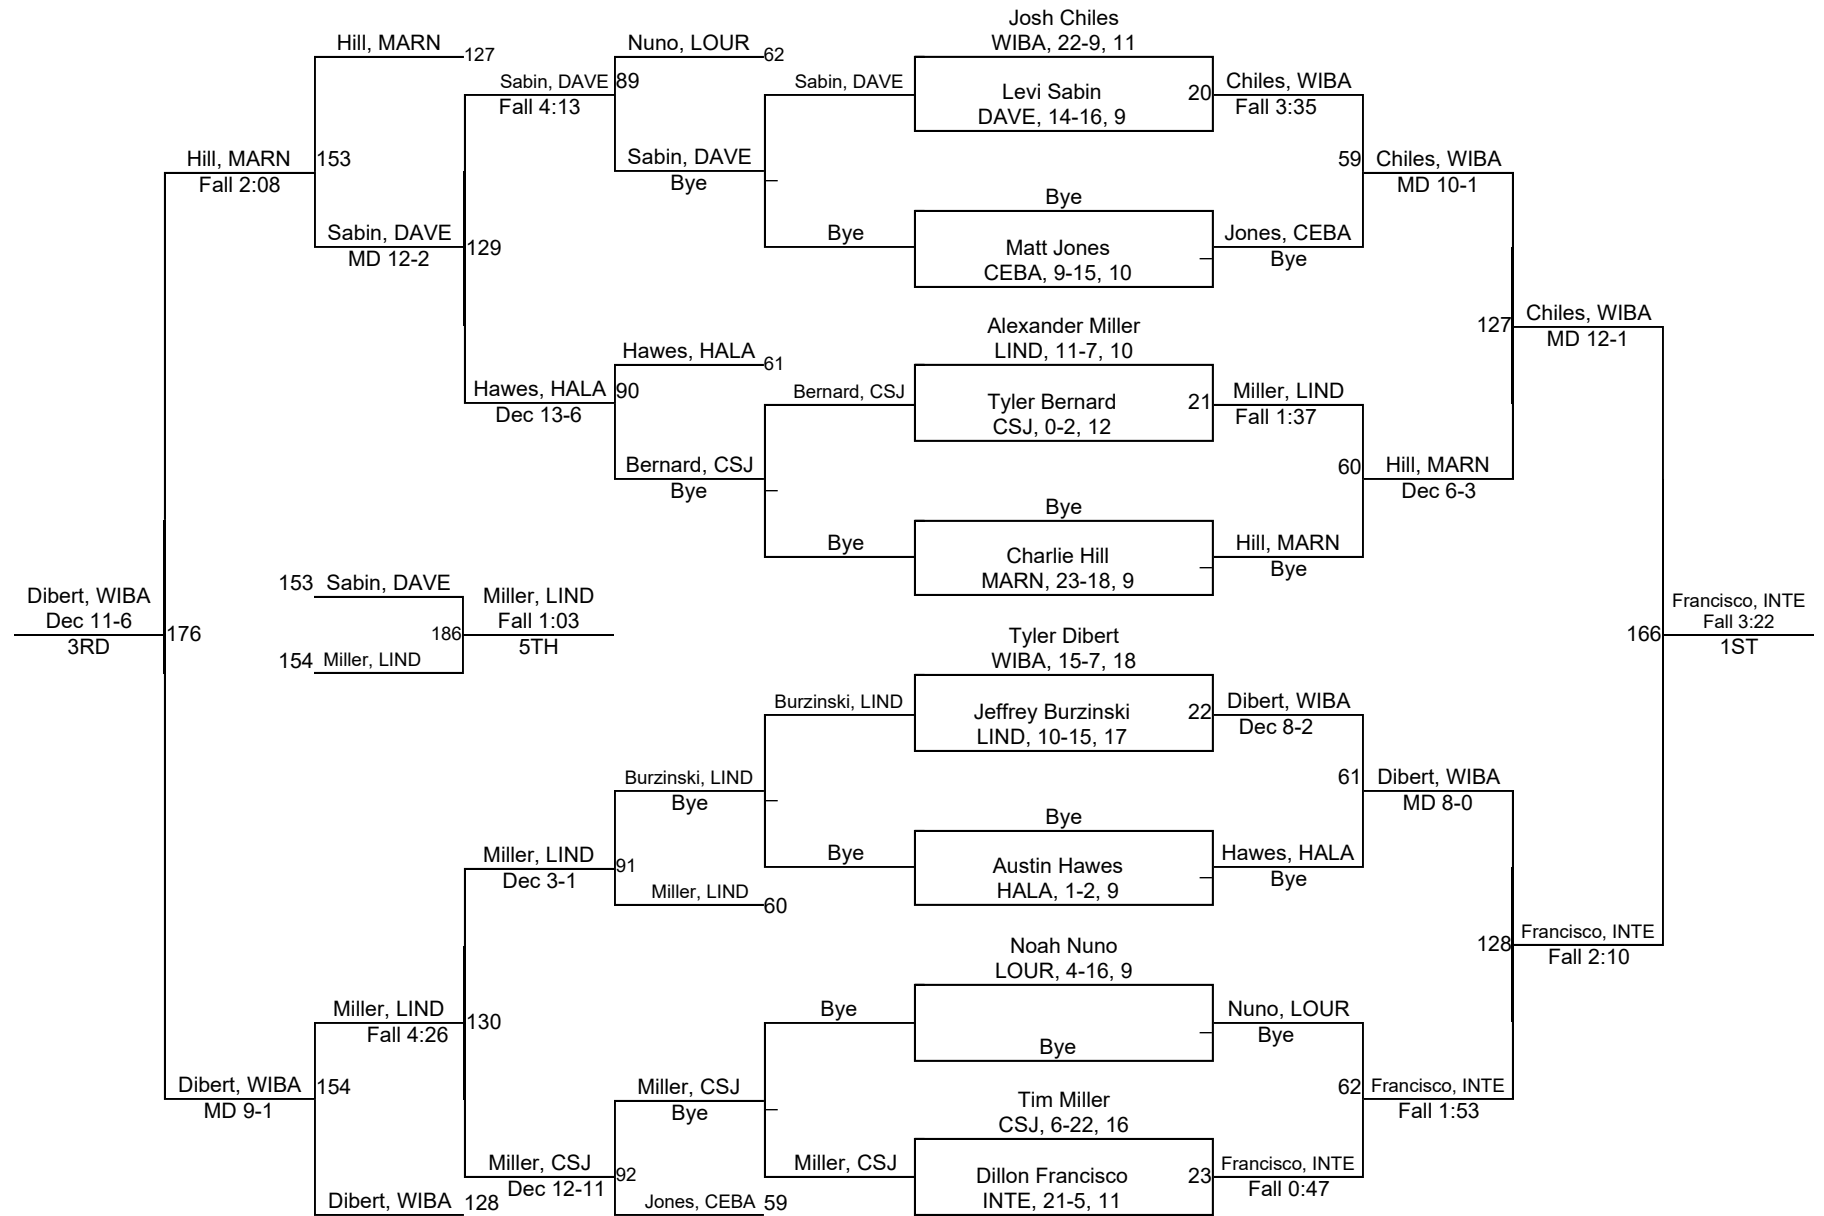 Josh Chiles
Hill, MARN
127
Nuno, LOUR
62
WIBA, 22-9, 11
Sabin, DAVE
89
Fall 4:13
Sabin, DAVE
Levi Sabin
DAVE, 14-16, 9
20
Chiles, WIBA
Fall 3:35
Hill, MARN
Fall 2:08
153
Sabin, DAVE
Bye
59
Chiles, WIBA
MD 10-1
Bye
Sabin, DAVE
MD 12-2
129
Bye
Matt Jones
CEBA, 9-15, 10
Jones, CEBA
Bye
Alexander Miller
LIND, 11-7, 10
127
Chiles, WIBA
MD 12-1
Hawes, HALA
61
Hawes, HALA
Dec 13-6
90
Bernard, CSJ
Tyler Bernard
CSJ, 0-2, 12
21
Miller, LIND
Fall 1:37
Bernard, CSJ
Bye
60
Hill, MARN
Dec 6-3
Bye
Bye
Charlie Hill
MARN, 23-18, 9
Hill, MARN
Bye
153
Sabin, DAVE
Dibert, WIBA
Dec 11-6
3RD
176
186
154
Miller, LIND
Miller, LIND
Fall 1:03
5TH
Tyler Dibert
WIBA, 15-7, 18
166
Francisco, INTE
Fall 3:22
1ST
Burzinski, LIND
Jeffrey Burzinski
LIND, 10-15, 17
22
Dibert, WIBA
Dec 8-2
Burzinski, LIND
Bye
61
Dibert, WIBA
MD 8-0
Bye
Miller, LIND
Dec 3-1
91
Bye
Austin Hawes
HALA, 1-2, 9
Hawes, HALA
Bye
Miller, LIND
60
Noah Nuno
LOUR, 4-16, 9
128
Francisco, INTE
Fall 2:10
Miller, LIND
Fall 4:26
130
Bye
Bye
Nuno, LOUR
Bye
Dibert, WIBA
MD 9-1
154
Miller, CSJ
Bye
Tim Miller
CSJ, 6-22, 16
62
Francisco, INTE
Fall 1:53
Miller, CSJ
Dec 12-11
92
Miller, CSJ
Dillon Francisco
INTE, 21-5, 11
23
Francisco, INTE
Fall 0:47
Dibert, WIBA
128
Jones, CEBA
59